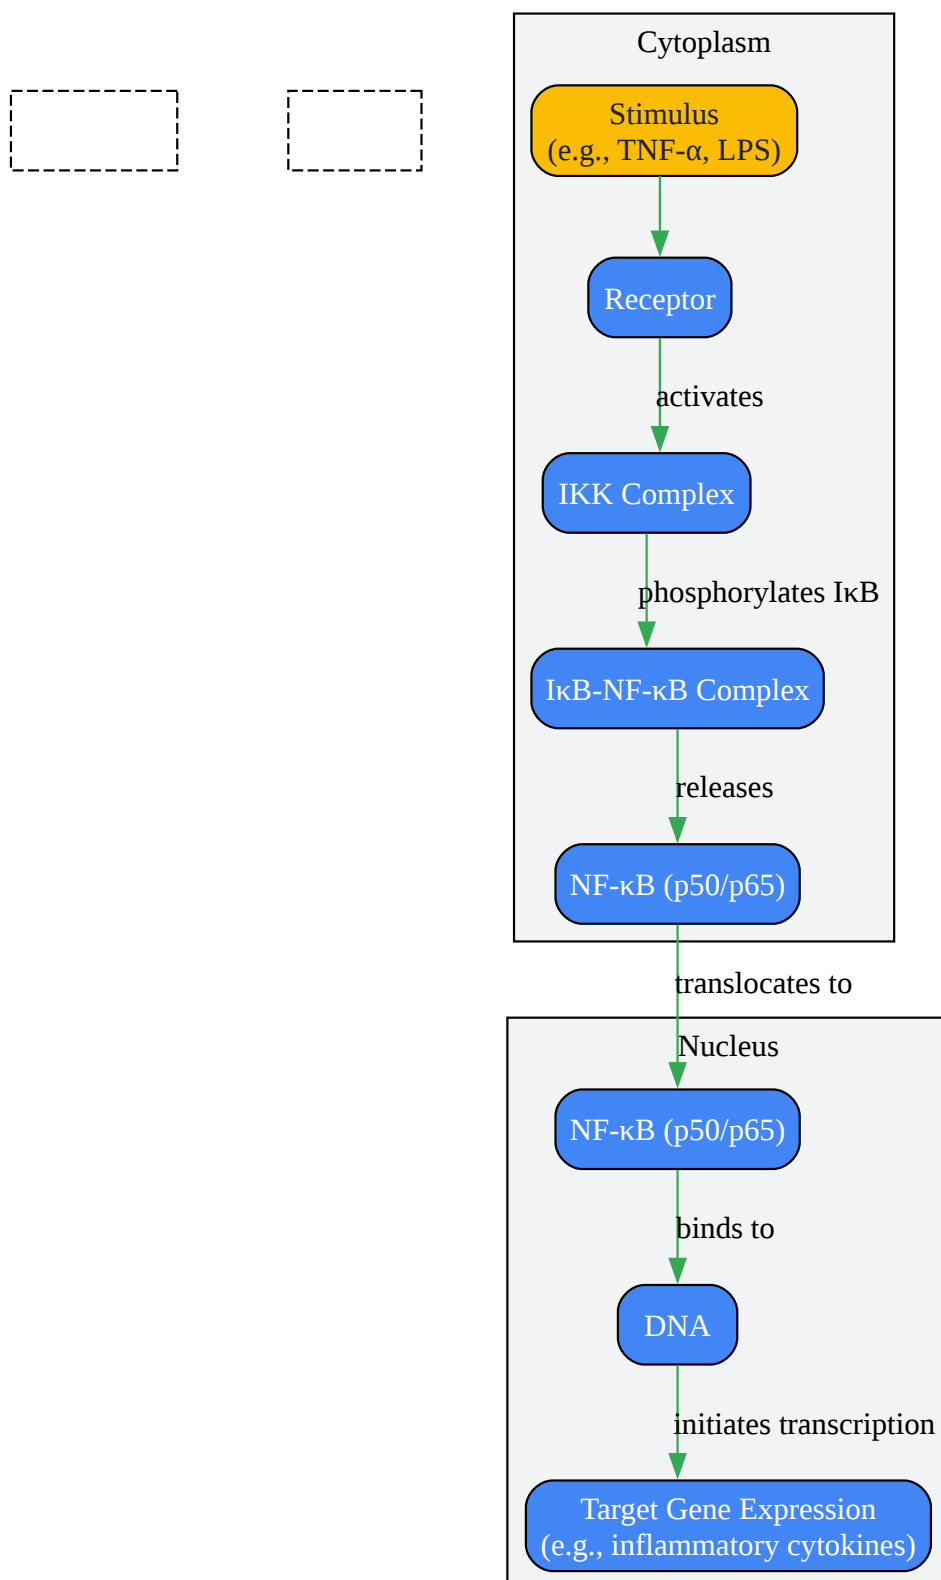 Cytoplasm
Stimulus
(e.g., TNF-α, LPS)
Receptor
activates
IKK Complex
phosphorylates IκB
IκB-NF-κB Complex
releases
NF-κB (p50/p65)
translocates to
Nucleus
NF-κB (p50/p65)
binds to
DNA
initiates transcription
Target Gene Expression
(e.g., inflammatory cytokines)